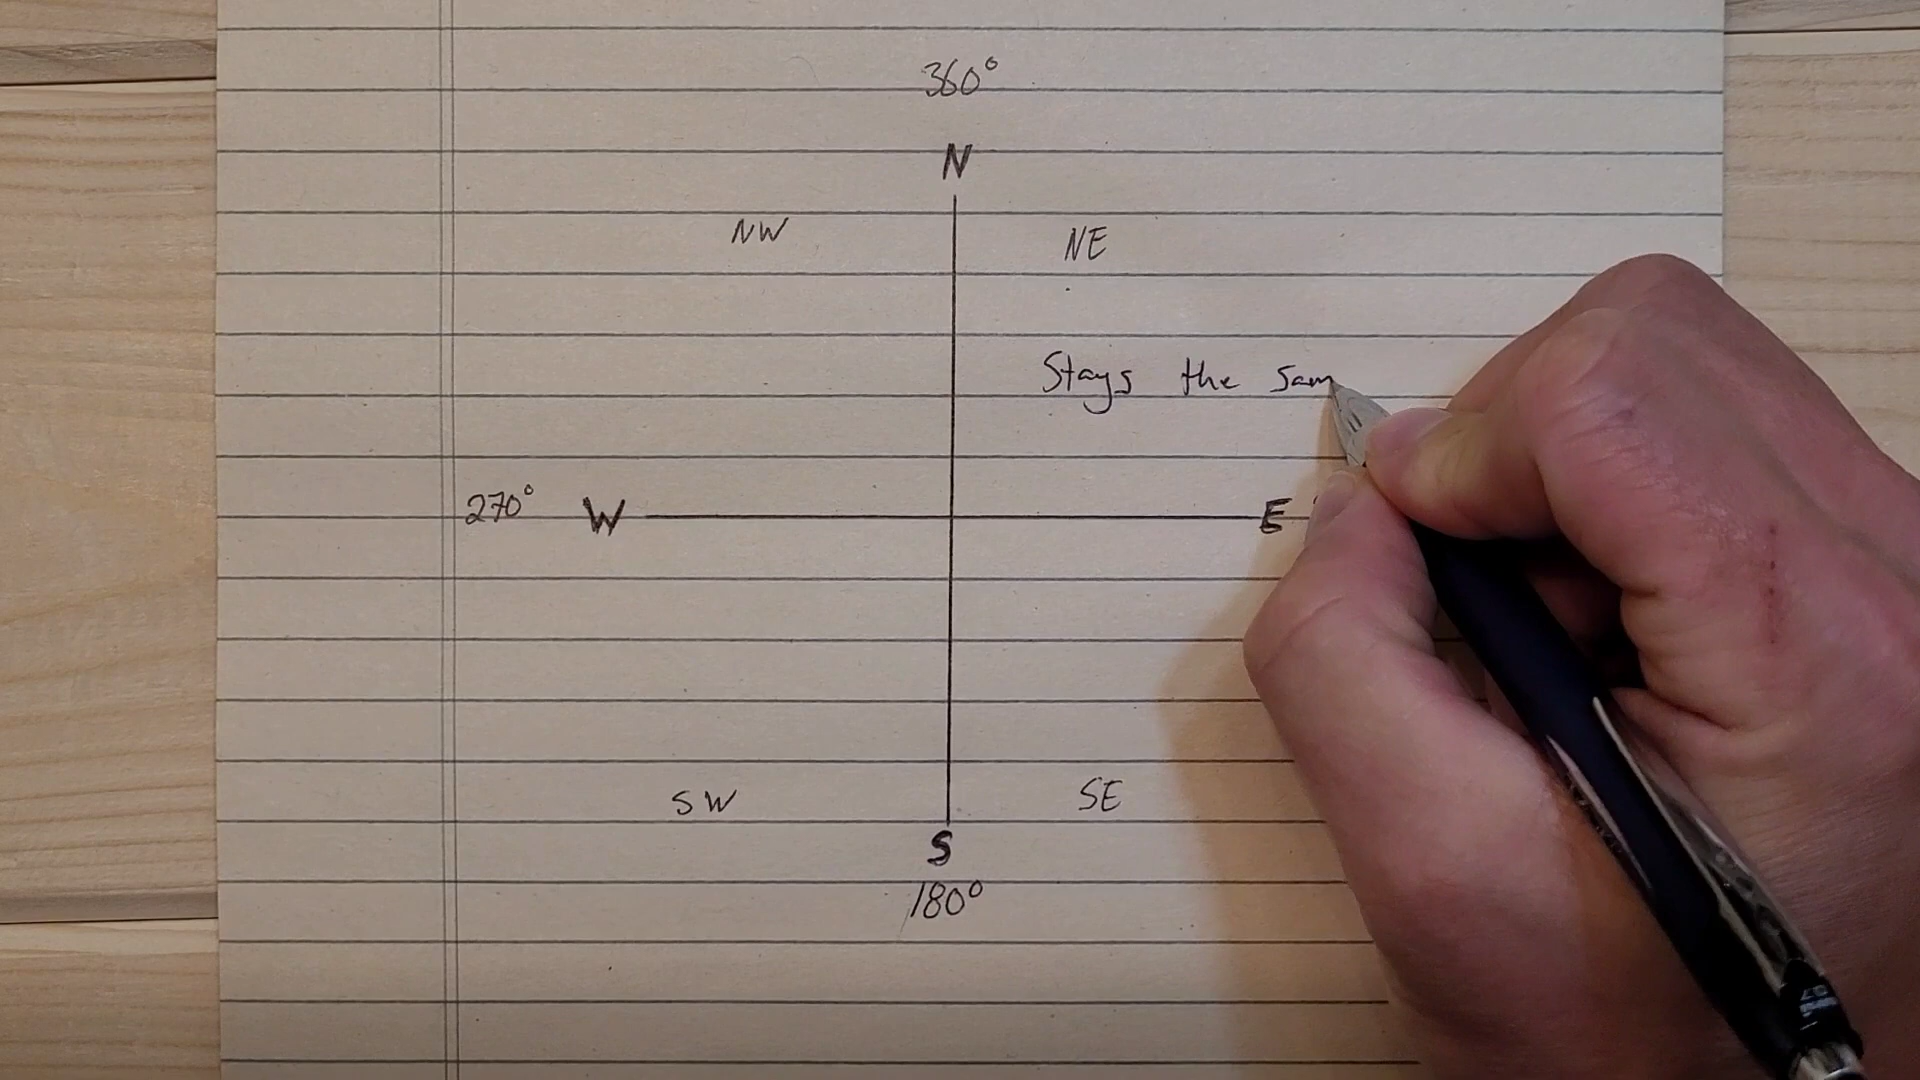 360°
N
NW NE
Stays the sam
270° W E
SW SE
S
180°